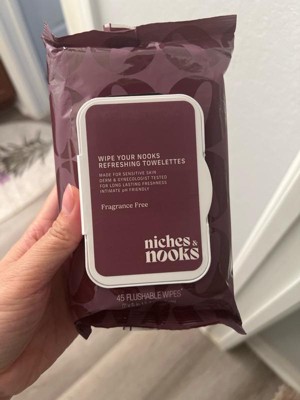 WIPE YOUR NOOKS
REFRESHING TOWELETTES
MADE FOR SENSITIVE SKIN
DERM & GYNECOLOGIST TESTED
FOR LONG LASTING FRESHNESS
INTIMATE pH FRIENDLY
Fragrance Free
niches &
nooks
45 FLUSHABLE WIPES